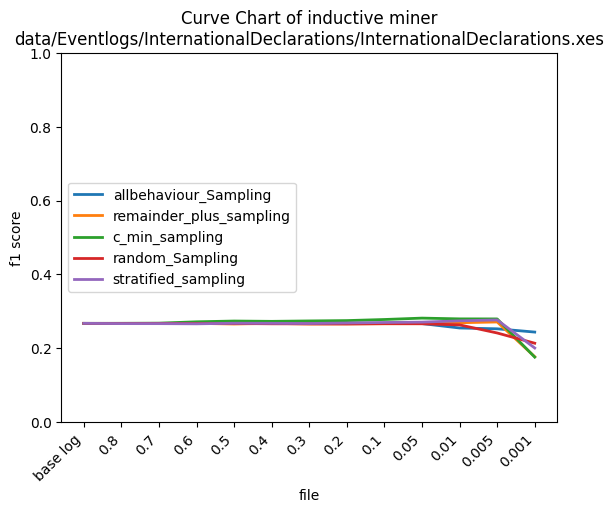 Curve Chart of inductive miner
data/Eventlogs/InternationalDeclarations/InternationalDeclarations.xes
1.0
0.8
0.6
0.4
0.2
0.0
f1 score
allbehaviour_Sampling
remainder_plus_sampling
c_min_sampling
random_Sampling
stratified_sampling
base log
0.8
0.7
0.6
0.5
0.4
0.3
0.2
0.1
0.05
0.01
0.005
0.001
file